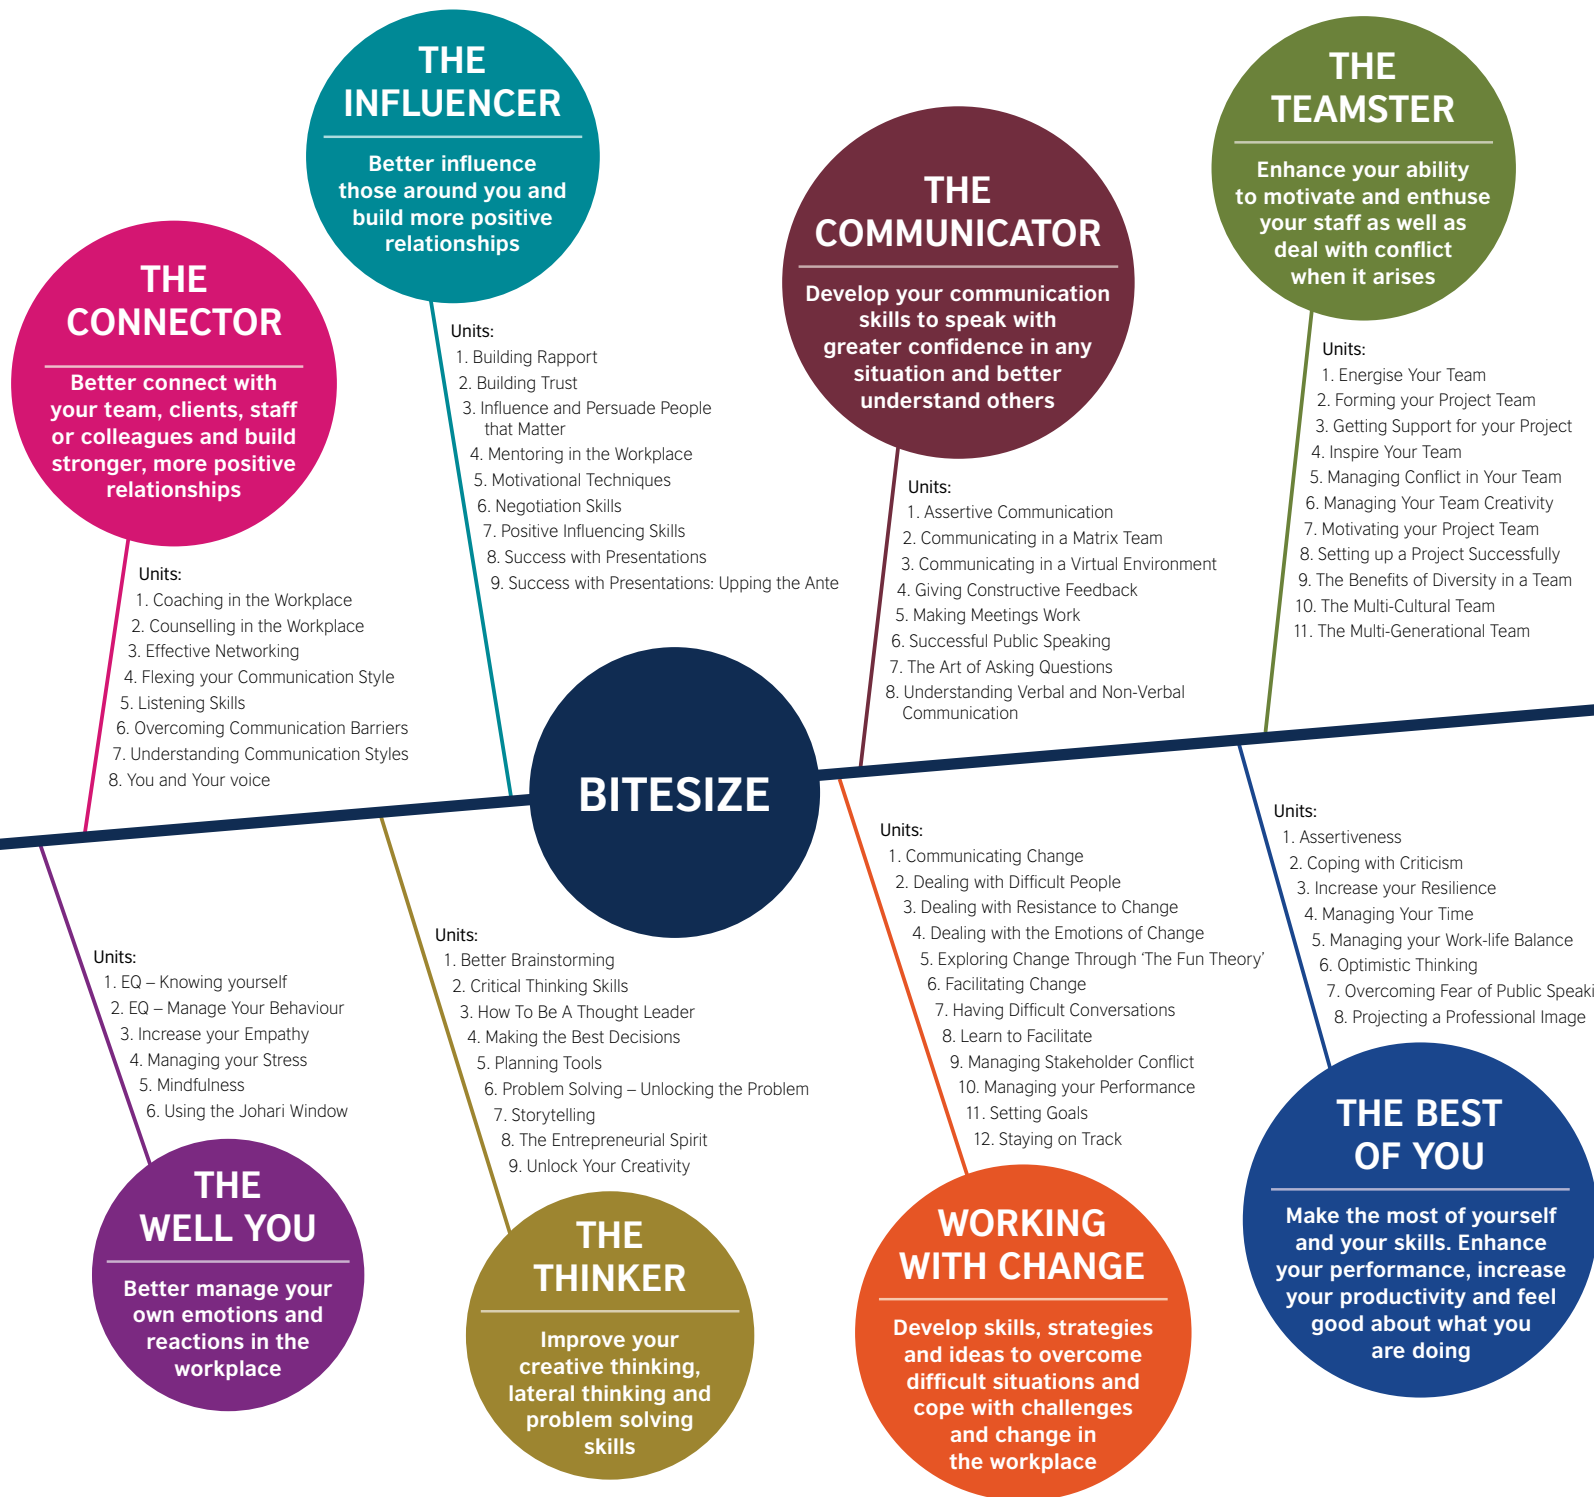 THE
CONNECTOR
Better connect with
your team, clients, staff
or colleagues and build
stronger, more positive
relationships
Units:
1. Coaching in the Workplace
2. Counselling in the Workplace
3. Effective Networking
4. Flexing your Communication Style
5. Listening Skills
6. Overcoming Communication Barriers
7. Understanding Communication Styles
8. You and Your voice
THE
INFLUENCER
Better influence
those around you and
build more positive
relationships
Units:
1. Building Rapport
2. Building Trust
3. Influence and Persuade People
that Matter
4. Mentoring in the Workplace
5. Motivational Techniques
6. Negotiation Skills
7. Positive Influencing Skills
8. Success with Presentations
9. Success with Presentations: Upping the Ante
THE
COMMUNICATOR
Develop your communication
skills to speak with
greater confidence in any
situation and better
understand others
Units:
1. Assertive Communication
2. Communicating in a Matrix Team
3. Communicating in a Virtual Environment
4. Giving Constructive Feedback
5. Making Meetings Work
6. Successful Public Speaking
7. The Art of Asking Questions
8. Understanding Verbal and Non-Verbal
Communication
THE
TEAMSTER
Enhance your ability
to motivate and enthuse
your staff as well as
deal with conflict
when it arises
Units:
1. Energise Your Team
2. Forming your Project Team
3. Getting Support for your Project
4. Inspire Your Team
5. Managing Conflict in Your Team
6. Managing Your Team Creativity
7. Motivating your Project Team
8. Setting up a Project Successfully
9. The Benefits of Diversity in a Team
10. The Multi-Cultural Team
11. The Multi-Generational Team
BITESIZE
Units:
1. EQ – Knowing yourself
2. EQ – Manage Your Behaviour
3. Increase your Empathy
4. Managing your Stress
5. Mindfulness
6. Using the Johari Window
THE
WELL YOU
Better manage your
own emotions and
reactions in the
workplace
Units:
1. Better Brainstorming
2. Critical Thinking Skills
3. How To Be A Thought Leader
4. Making the Best Decisions
5. Planning Tools
6. Problem Solving – Unlocking the Problem
7. Storytelling
8. The Entrepreneurial Spirit
9. Unlock Your Creativity
THE
THINKER
Improve your
creative thinking,
lateral thinking and
problem solving
skills
Units:
1. Communicating Change
2. Dealing with Difficult People
3. Dealing with Resistance to Change
4. Dealing with the Emotions of Change
5. Exploring Change Through ‘The Fun Theory’
6. Facilitating Change
7. Having Difficult Conversations
8. Learn to Facilitate
9. Managing Stakeholder Conflict
10. Managing your Performance
11. Setting Goals
12. Staying on Track
WORKING
WITH CHANGE
Develop skills, strategies
and ideas to overcome
difficult situations and
cope with challenges
and change in
the workplace
Units:
1. Assertiveness
2. Coping with Criticism
3. Increase your Resilience
4. Managing Your Time
5. Managing your Work-life Balance
6. Optimistic Thinking
7. Overcoming Fear of Public Speaki
8. Projecting a Professional Image
THE BEST
OF YOU
Make the most of yourself
and your skills. Enhance
your performance, increase
your productivity and feel
good about what you
are doing